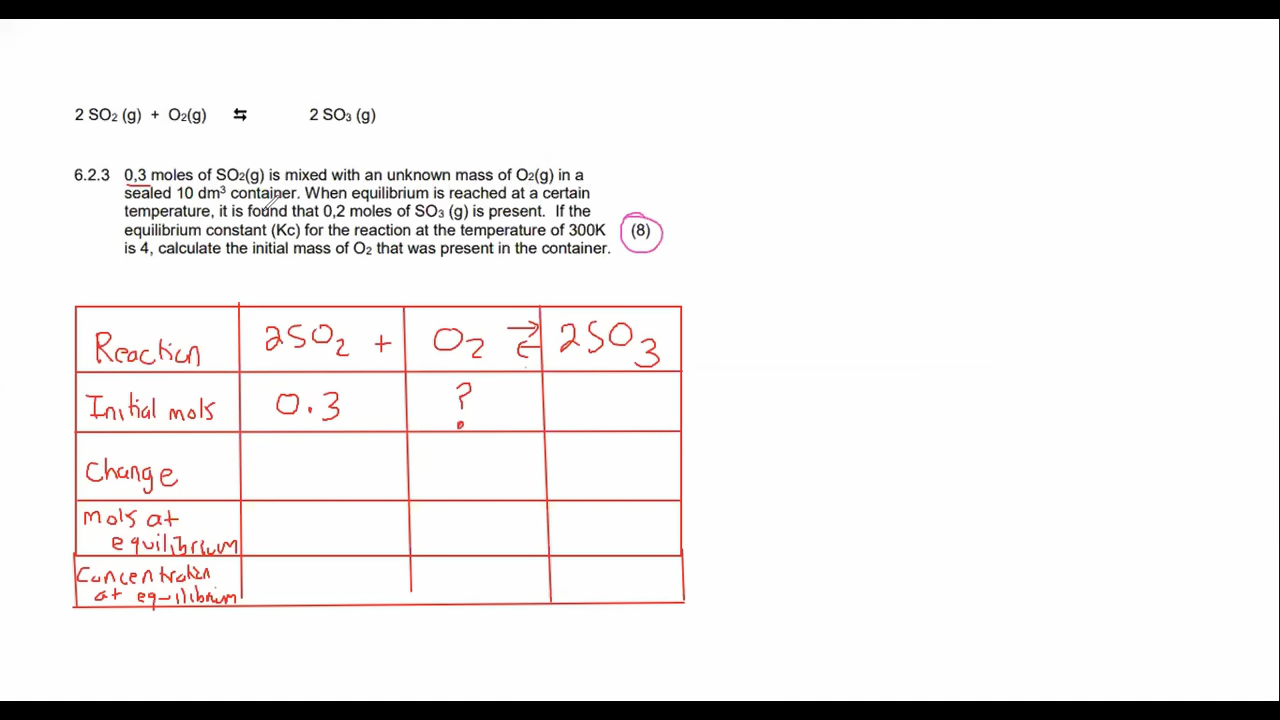 2 SO₂ (g) + O₂(g) ⇆ 2 SO₃ (g)
6.2.3 0,3 moles of SO₂(g) is mixed with an unknown mass of O₂(g) in a
sealed 10 dm³ container. When equilibrium is reached at a certain
temperature, it is found that 0,2 moles of SO₃ (g) is present. If the
equilibrium constant (Kc) for the reaction at the temperature of 300K (8)
is 4, calculate the initial mass of O₂ that was present in the container.
Reaction 2SO₂ + O₂ ⇌ 2SO₃
Initial mols 0.3 ?
Change
Mols at
equilibrium
Concentration
at equilibrium